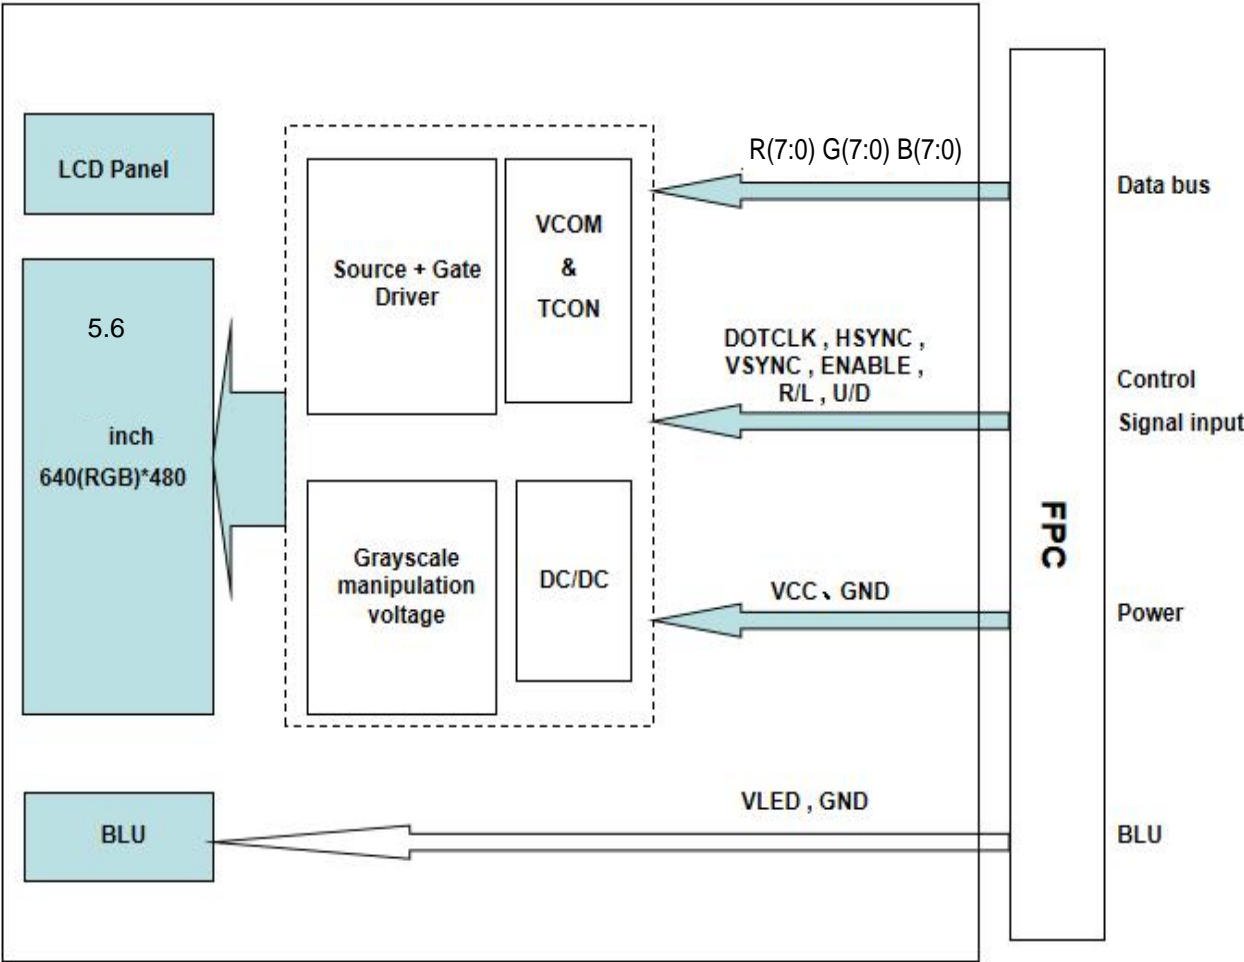 R(7:0) G(7:0) B(7:0)
LCD Panel
Data bus
VCOM
&
TCON
Source + Gate
Driver
5.6
inch
640(RGB)*480
DOTCLK , HSYNC ,
VSYNC , ENABLE ,
R/L , U/D
Control
Signal input
FPC
Grayscale
manipulation
voltage
DC/DC
VCC、GND
Power
VLED , GND
BLU
BLU